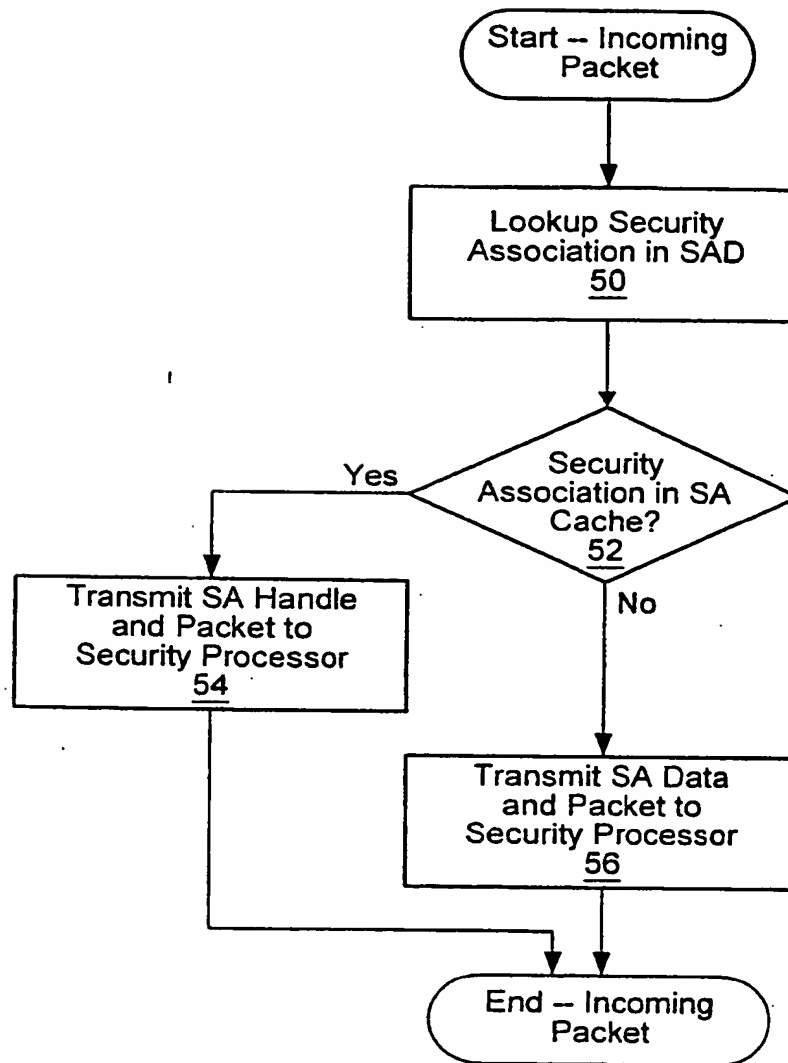 Start -- Incoming
Packet
Lookup Security
Association in SAD
50
Yes
Security
Association in SA
Cache?
52
Transmit SA Handle
and Packet to
Security Processor
54
No
Transmit SA Data
and Packet to
Security Processor
56
End -- Incoming
Packet